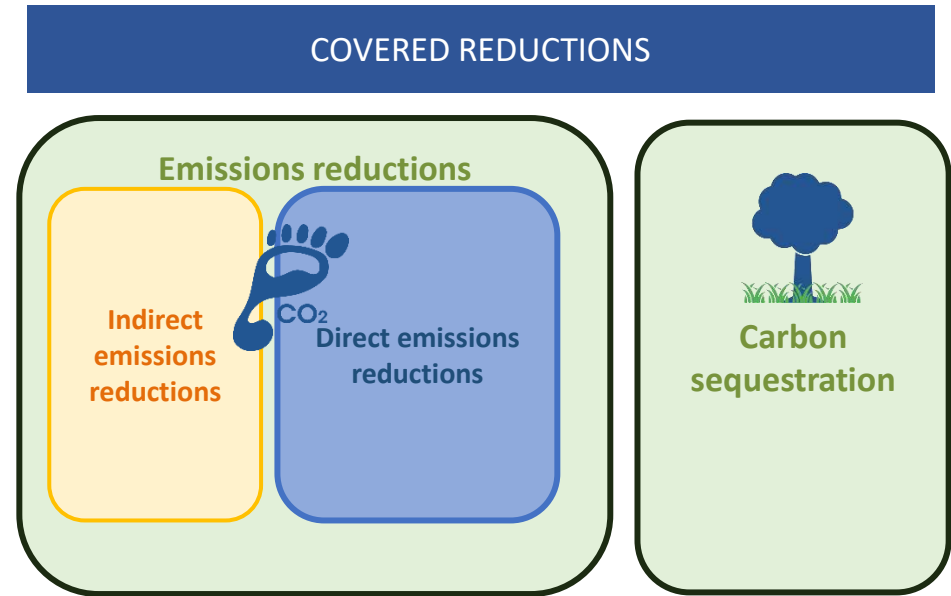 COVERED REDUCTIONS
Emissions reductions
Indirect
emissions
reductions
CO2
Direct emissions
reductions
Carbon
sequestration